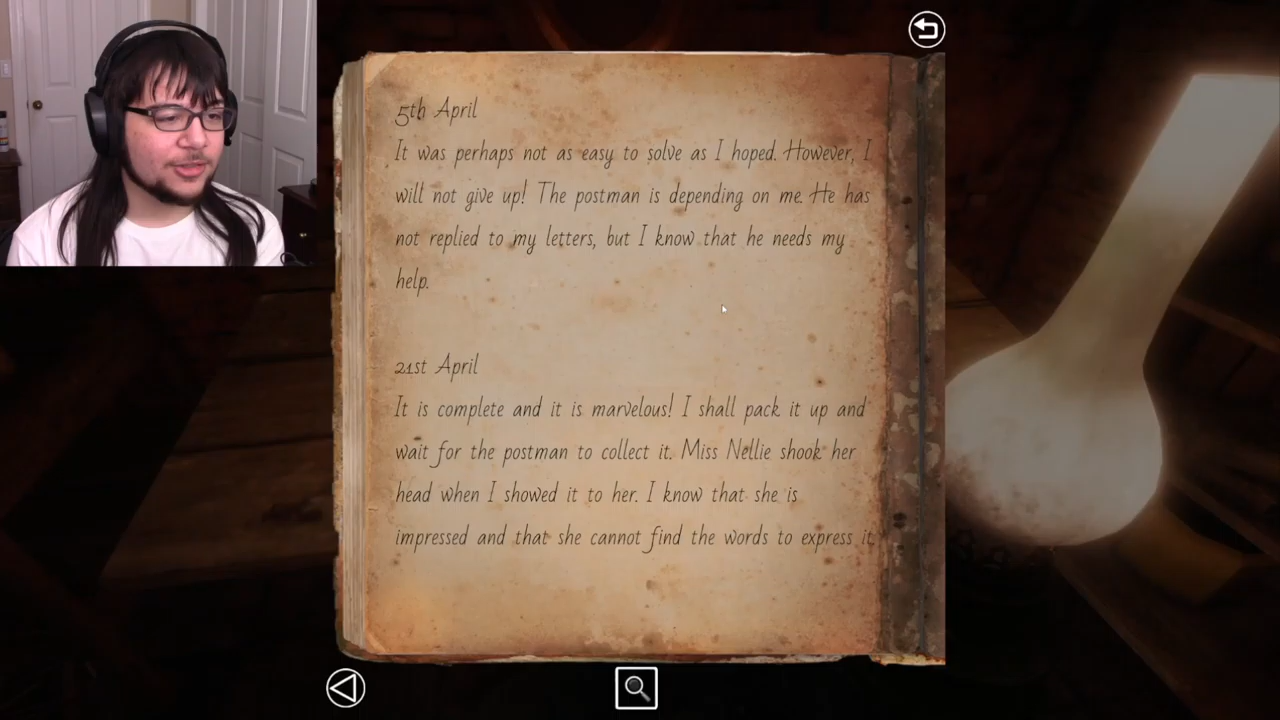 5th April
It was perhaps not as easy to solve as I hoped. However, I
will not give up! The postman is depending on me. He has
not replied to my letters, but I know that he needs my
help.
21st April
It is complete and it is marvelous! I shall pack it up and
wait for the postman to collect it. Miss Nellie shook her
head when I showed it to her. I know that she is
impressed and that she cannot find the words to express it.